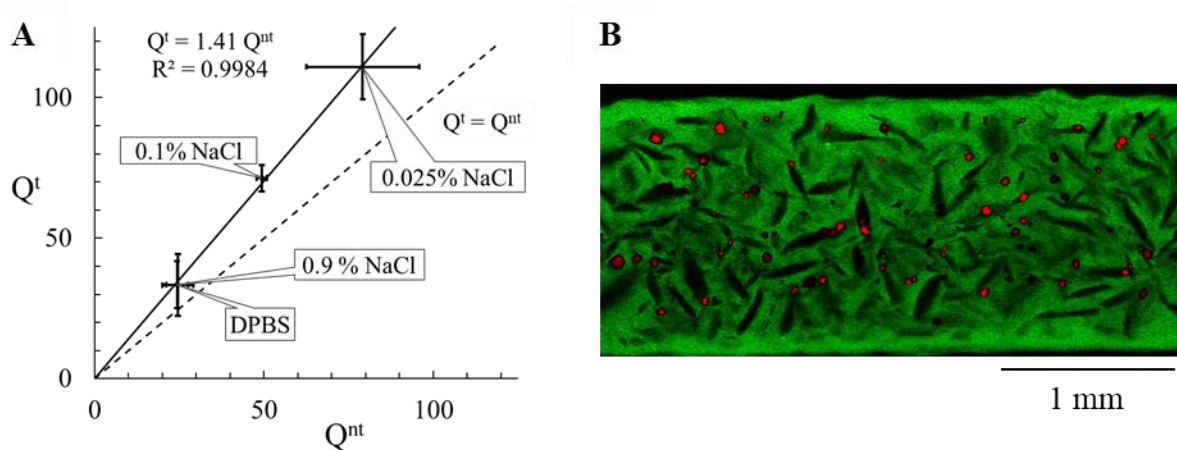 A
Qᵗ = 1.41 Qⁿᵗ
R² = 0.9984
100
Qᵗ = Qⁿᵗ
0.1% NaCl
0.025% NaCl
Qᵗ
50
0.9 % NaCl
DPBS
0
0
50
100
Qⁿᵗ
B
1 mm